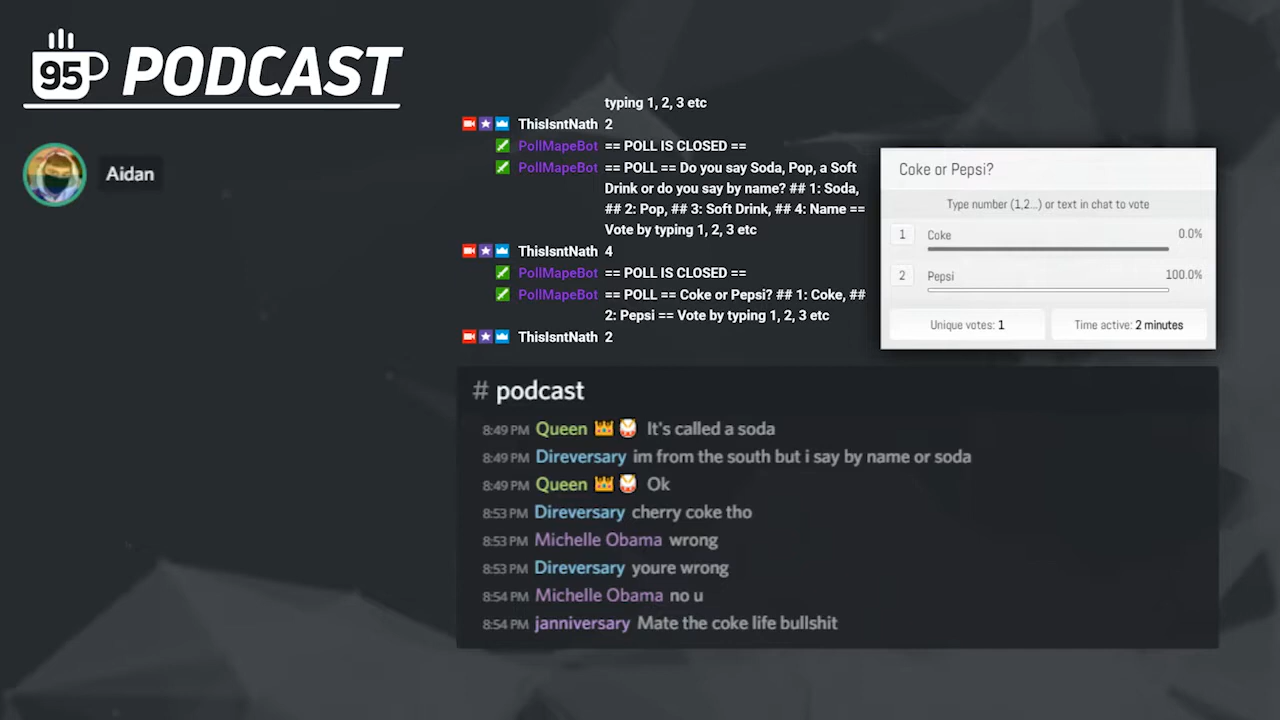 95 PODCAST
Aidan
typing 1, 2, 3 etc
ThisIsntNath 2
PollMapeBot == POLL IS CLOSED ==
PollMapeBot == POLL == Do you say Soda, Pop, a Soft
Drink or do you say by name? ## 1: Soda,
## 2: Pop, ## 3: Soft Drink, ## 4: Name ==
Vote by typing 1, 2, 3 etc
ThisIsntNath 4
PollMapeBot == POLL IS CLOSED ==
PollMapeBot == POLL == Coke or Pepsi? ## 1: Coke, ##
2: Pepsi == Vote by typing 1, 2, 3 etc
ThisIsntNath 2
Coke or Pepsi?
Type number (1,2...) or text in chat to vote
1 Coke 0.0%
2 Pepsi 100.0%
Unique votes: 1 Time active: 2 minutes
# podcast
8:49 PM Queen It's called a soda
8:49 PM Direversary im from the south but i say by name or soda
8:49 PM Queen Ok
8:53 PM Direversary cherry coke tho
8:53 PM Michelle Obama wrong
8:53 PM Direversary youre wrong
8:54 PM Michelle Obama no u
8:54 PM janniversary Mate the coke life bullshit